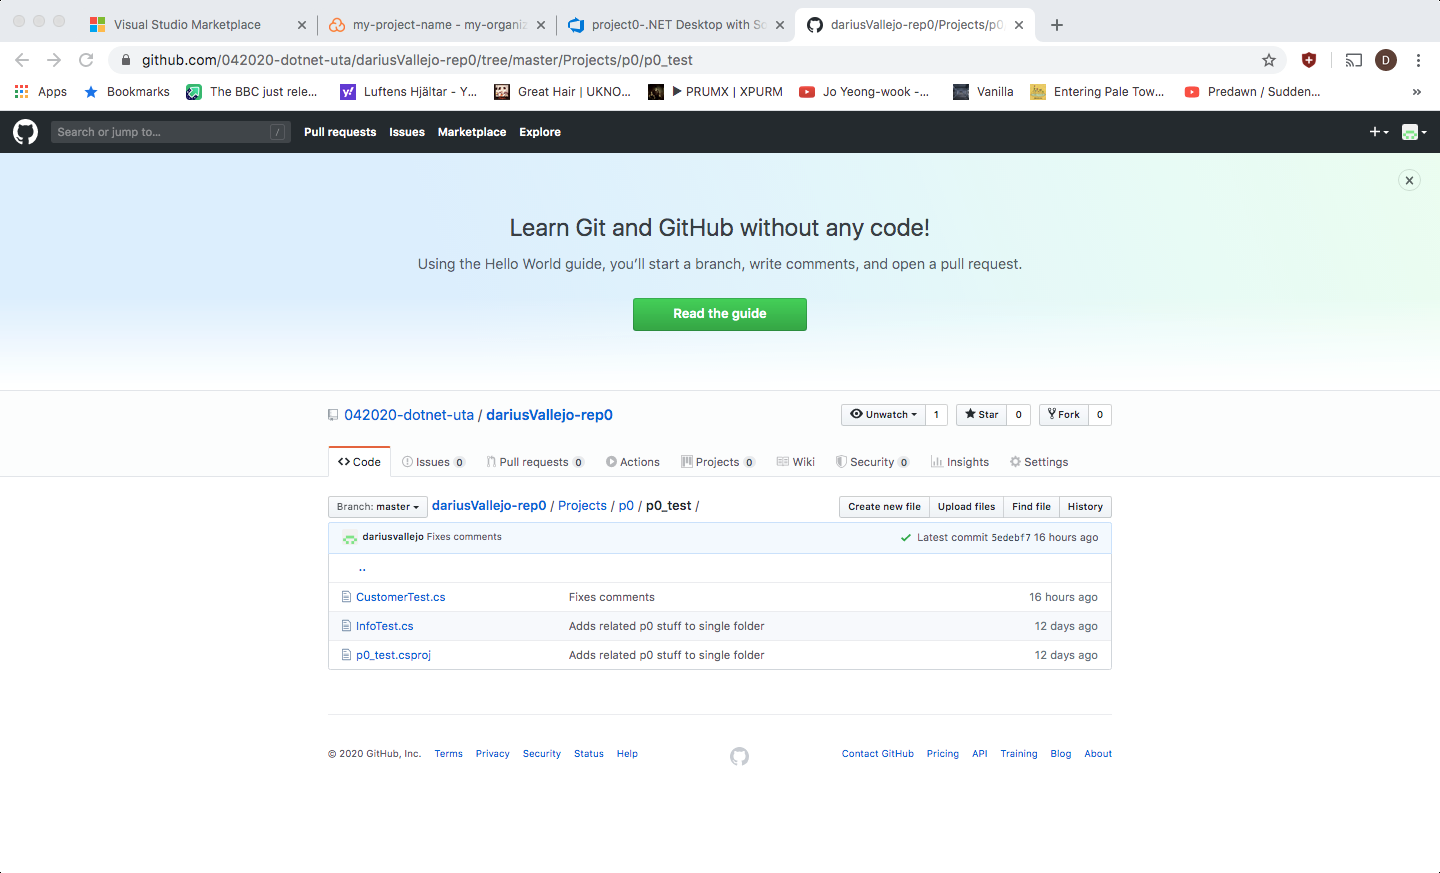 Visual Studio Marketplace my-project-name - my-organiz project0-.NET Desktop with So dariusVallejo-rep0/Projects/p0
github.com/042020-dotnet-uta/dariusVallejo-rep0/tree/master/Projects/p0/p0_test D
Apps Bookmarks The BBC just rele... Luftens Hjältar - Y... Great Hair | UKNO... ▶ PRUMX | XPURM Jo Yeong-wook -... Vanilla Entering Pale Tow... Predawn / Sudden... »
Search or jump to... / Pull requests Issues Marketplace Explore
Learn Git and GitHub without any code!
Using the Hello World guide, you’ll start a branch, write comments, and open a pull request.
Read the guide
042020-dotnet-uta / dariusVallejo-rep0 Unwatch 1 Star 0 Fork 0
Code Issues 0 Pull requests 0 Actions Projects 0 Wiki Security 0 Insights Settings
Branch: master dariusVallejo-rep0 / Projects / p0 / p0_test / Create new file Upload files Find file History
dariusvallejo Fixes comments Latest commit 5edebf7 16 hours ago
..
CustomerTest.cs Fixes comments 16 hours ago
InfoTest.cs Adds related p0 stuff to single folder 12 days ago
p0_test.csproj Adds related p0 stuff to single folder 12 days ago
© 2020 GitHub, Inc. Terms Privacy Security Status Help Contact GitHub Pricing API Training Blog About